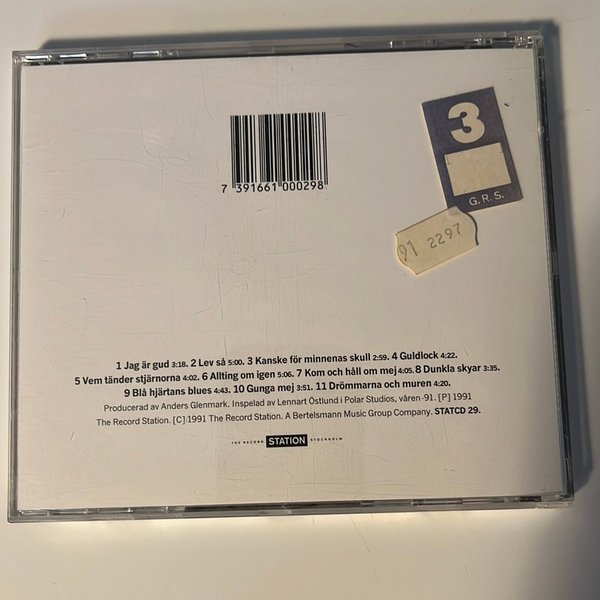 3
G. R. S.
7 391661 000298
91 2297
1 Jag är gud 3:18. 2 Lev så 5:00. 3 Kanske för minnenas skull 2:59. 4 Guldlock 4:22.
5 Vem tänder stjärnorna 4:02. 6 Allting om igen 5:06. 7 Kom och håll om mej 4:05. 8 Dunkla skyar 3:35.
9 Blå hjärtans blues 4:43. 10 Gunga mej 3:51. 11 Drömmarna och muren 4:20.
Producerad av Anders Glenmark. Inspelad av Lennart Östlund i Polar Studios, våren -91. [P] 1991
The Record Station. [C] 1991 The Record Station. A Bertelsmann Music Group Company. STATCD 29.
THE RECORD STATION STOCKHOLM